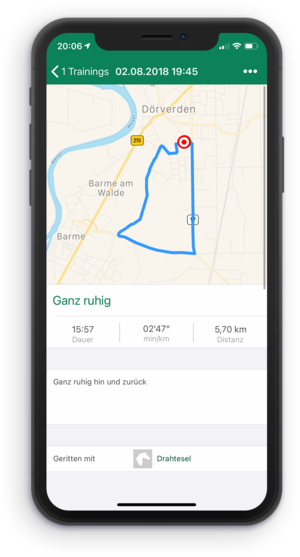 20:06
1 Trainings 02.08.2018 19:45
Dörverden
215
Barme am
Walde
Barme
Ganz ruhig
15:57 02'47" 5,70 km
Dauer min/km Distanz
Ganz ruhig hin und zurück
Geritten mit Drahtesel